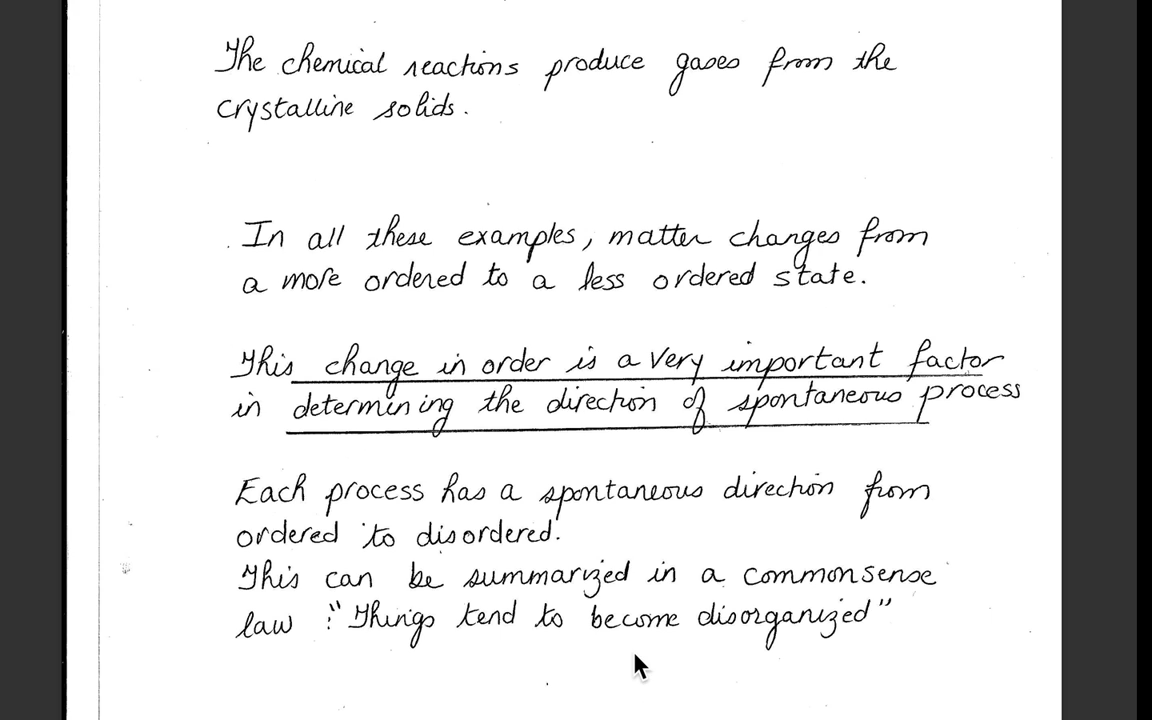 The chemical reactions produce gases from the
crystalline solids.
In all these examples, matter changes from
a more ordered to a less ordered state.
This change in order is a very important factor
in determining the direction of spontaneous process
Each process has a spontaneous direction from
ordered to disordered.
This can be summarized in a commonsense
law : "Things tend to become disorganized"